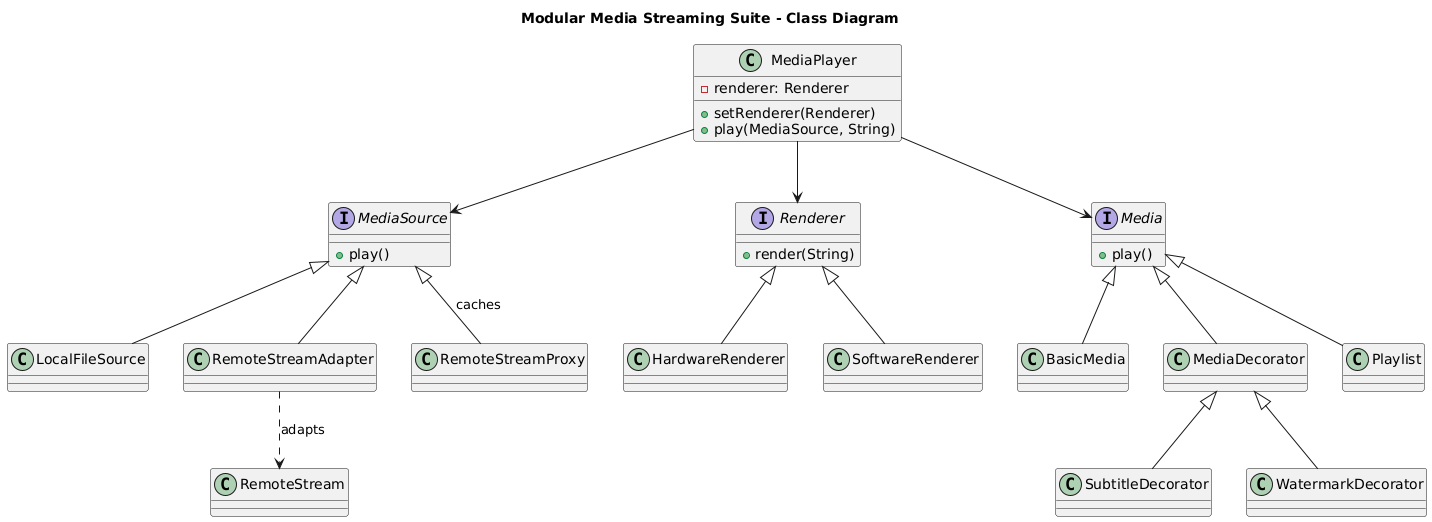 Modular Media Streaming Suite - Class Diagram
C MediaPlayer
renderer: Renderer
setRenderer(Renderer)
play(MediaSource, String)
I MediaSource
play()
I Renderer
render(String)
I Media
play()
caches
C LocalFileSource
C RemoteStreamAdapter
C RemoteStreamProxy
C HardwareRenderer
C SoftwareRenderer
C BasicMedia
C MediaDecorator
C Playlist
adapts
C RemoteStream
C SubtitleDecorator
C WatermarkDecorator